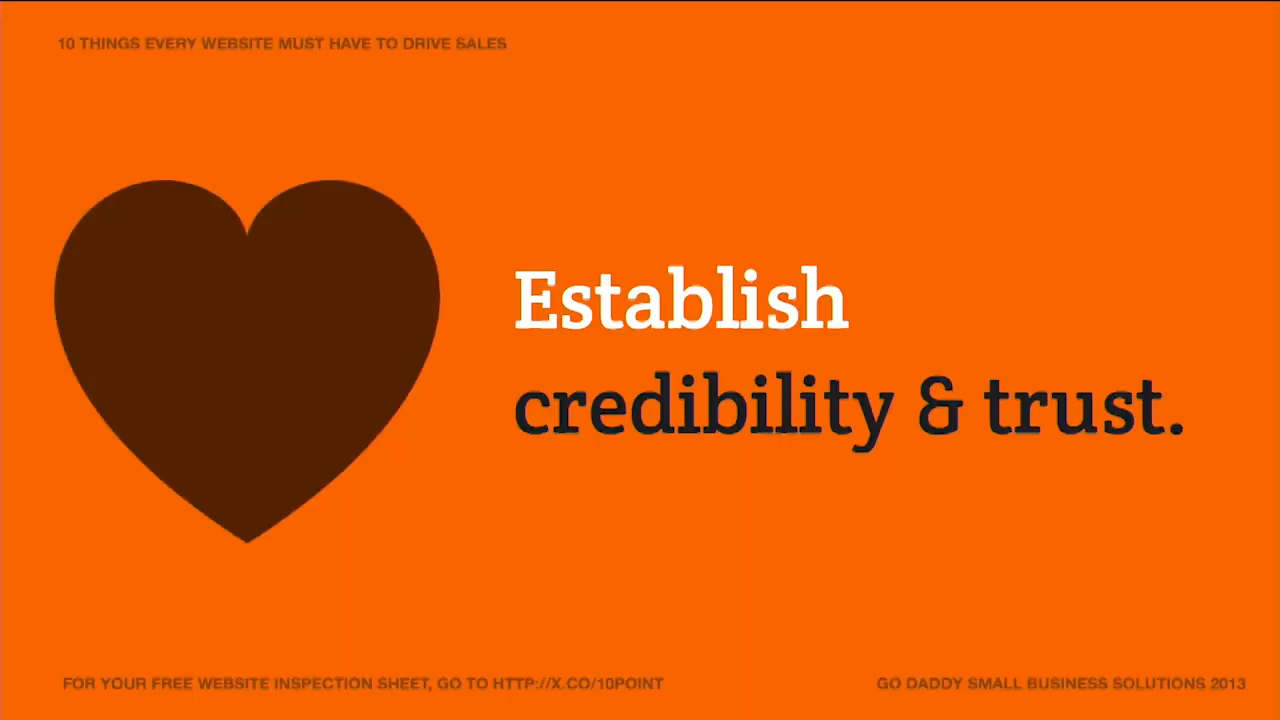 10 THINGS EVERY WEBSITE MUST HAVE TO DRIVE SALES
Establish
credibility & trust.
FOR YOUR FREE WEBSITE INSPECTION SHEET, GO TO HTTP://X.CO/10POINT
GO DADDY SMALL BUSINESS SOLUTIONS 2013